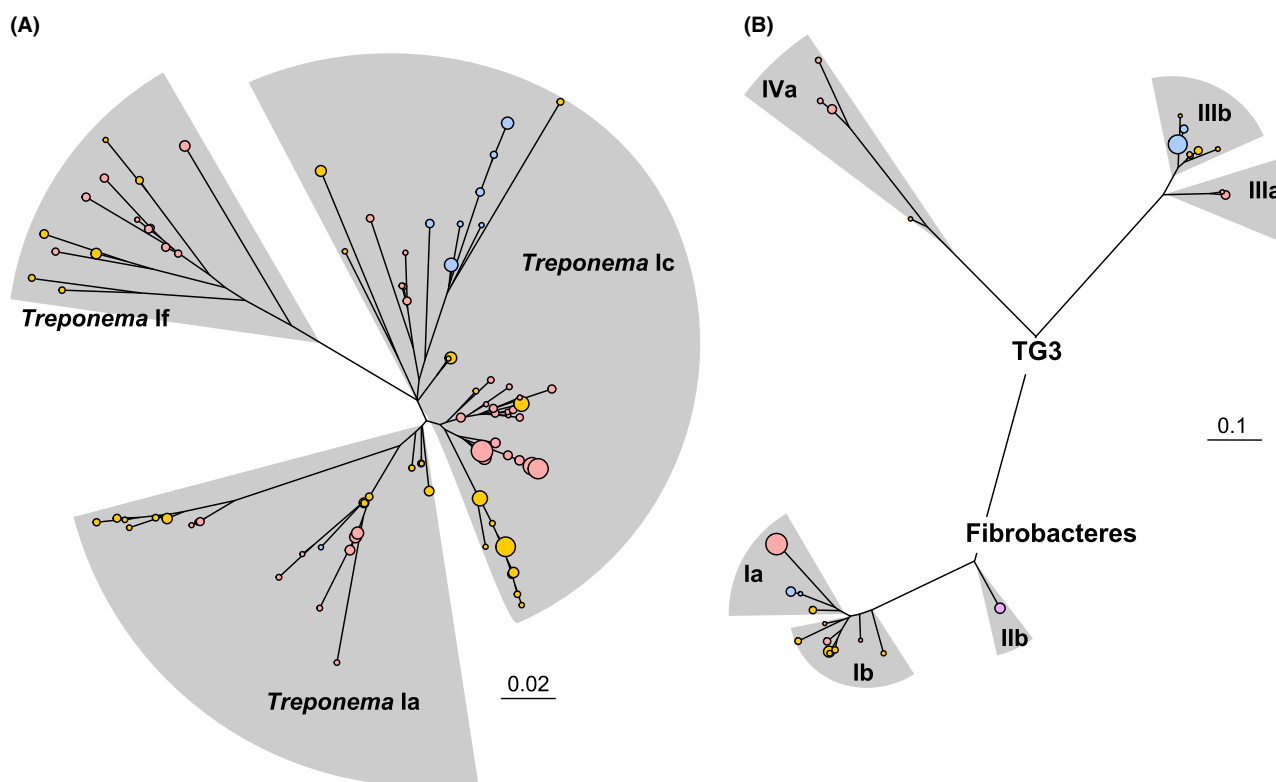 (A)
(B)
IVa
IIIb
IIIa
Treponema Ic
Treponema If
TG3
0.1
Fibrobacteres
Ia
IIb
Ib
0.02
Treponema Ia